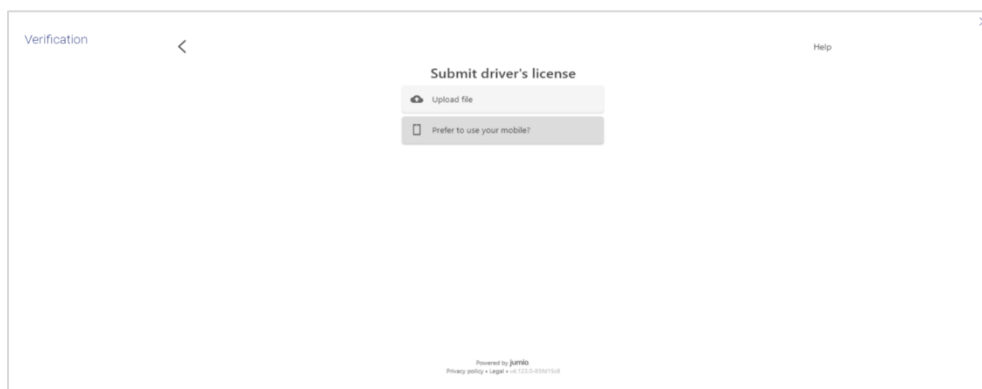 Verification
Help
Submit driver's license
Upload file
Prefer to use your mobile?
Powered by jumio
Privacy policy • Legal •